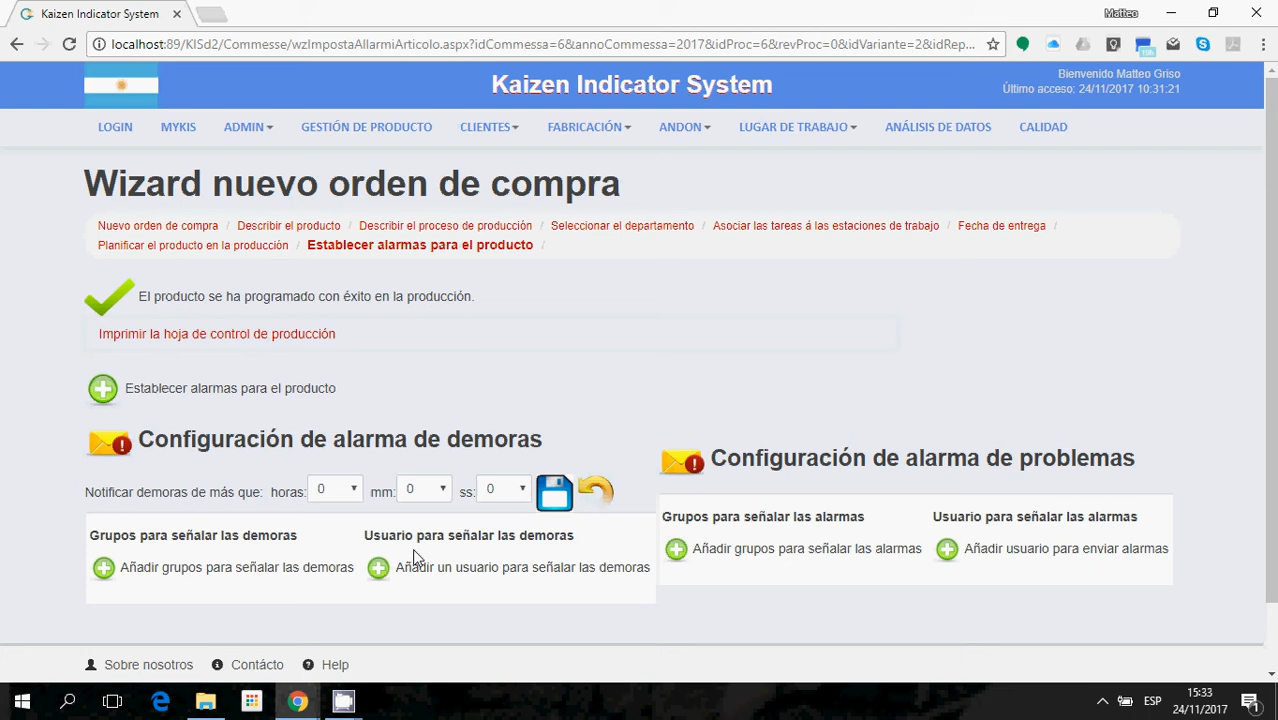 Kaizen Indicator System
Matteo
localhost:89/KISd2/Commesse/wzImpostaAllarmiArticolo.aspx?idCommessa=6&annoCommessa=2017&idProc=6&revProc=0&idVariante=2&idRep...
19h
Kaizen Indicator System
Bienvenido Matteo Griso
Último acceso: 24/11/2017 10:31:21
LOGIN MYKIS ADMIN GESTIÓN DE PRODUCTO CLIENTES FABRICACIÓN ANDON LUGAR DE TRABAJO ANÁLISIS DE DATOS CALIDAD
Wizard nuevo orden de compra
Nuevo orden de compra / Describir el producto / Describir el proceso de producción / Seleccionar el departamento / Asociar las tareas á las estaciones de trabajo / Fecha de entrega /
Planificar el producto en la producción / Establecer alarmas para el producto /
El producto se ha programado con éxito en la producción.
Imprimir la hoja de control de producción
Establecer alarmas para el producto
Configuración de alarma de demoras
Notificar demoras de más que: horas: 0 mm: 0 ss: 0
Grupos para señalar las demoras Usuario para señalar las demoras
Añadir grupos para señalar las demoras Añadir un usuario para señalar las demoras
Configuración de alarma de problemas
Grupos para señalar las alarmas Usuario para señalar las alarmas
Añadir grupos para señalar las alarmas Añadir usuario para enviar alarmas
Sobre nosotros Contácto Help
ESP
15:33
24/11/2017
1